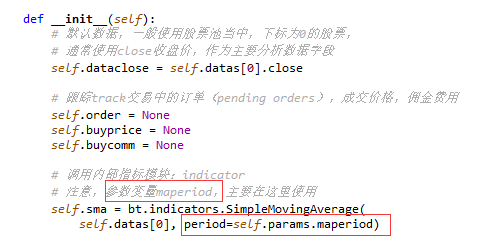 def __init__(self):
# 默认数据，一般使用股票池当中，下标为0的股票，
# 通常使用close收盘价，作为主要分析数据字段
self.dataclose = self.datas[0].close
# 跟踪track交易中的订单（pending orders），成交价格，佣金费用
self.order = None
self.buyprice = None
self.buycomm = None
# 调用内部指标模块：indicator
# 注意，参数变量maperiod，主要在这里使用
self.sma = bt.indicators.SimpleMovingAverage(
self.datas[0], period=self.params.maperiod)